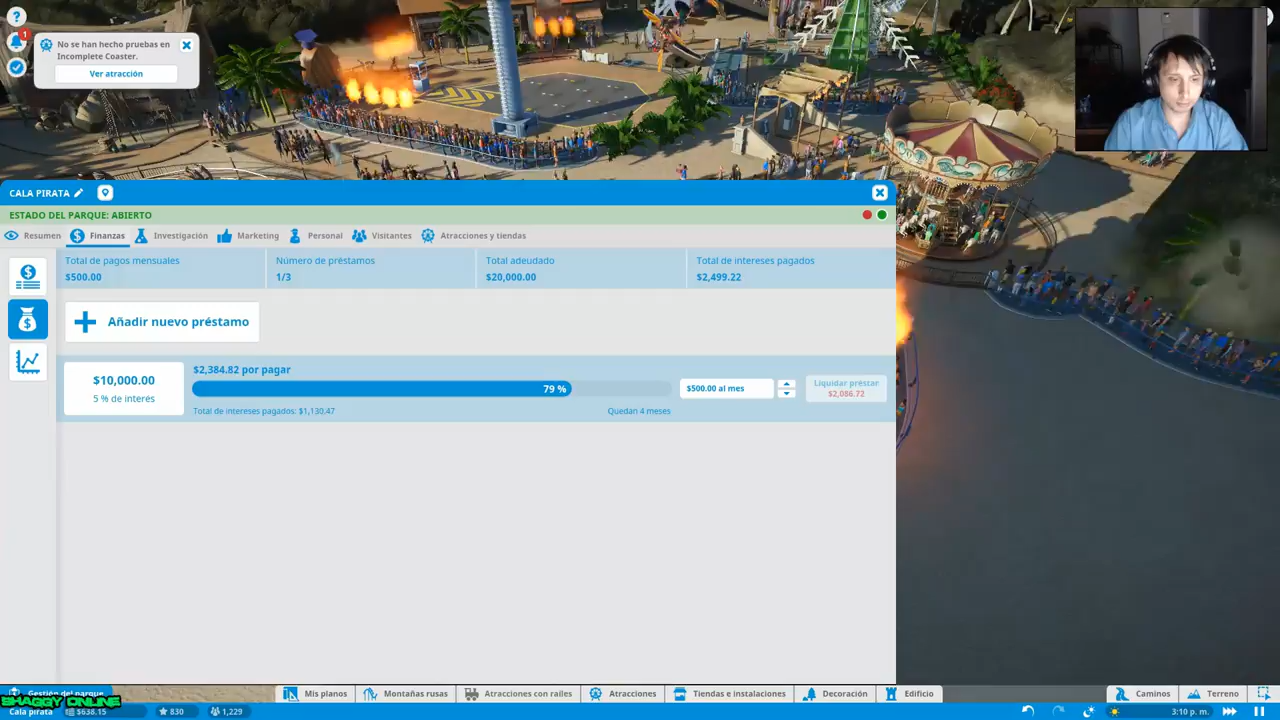 ?
1
No se han hecho pruebas en
Incomplete Coaster.
Ver atracción
CALA PIRATA
ESTADO DEL PARQUE: ABIERTO
Resumen Finanzas Investigación Marketing Personal Visitantes Atracciones y tiendas
Total de pagos mensuales Número de préstamos Total adeudado Total de intereses pagados
$500.00 1/3 $20,000.00 $2,499.22
Añadir nuevo préstamo
$2,384.82 por pagar
$10,000.00
5 % de interés
79 %
$500.00 al mes
Liquidar préstar
$2,086.72
Total de intereses pagados: $1,130.47 Quedan 4 meses
Gestión del parque Mis planos Montañas rusas Atracciones con raíles Atracciones Tiendas e instalaciones Decoración Edificio Caminos Terreno
SHAGGY ONLINE
Cala pirata $638.15 830 1,229 3:10 p. m.